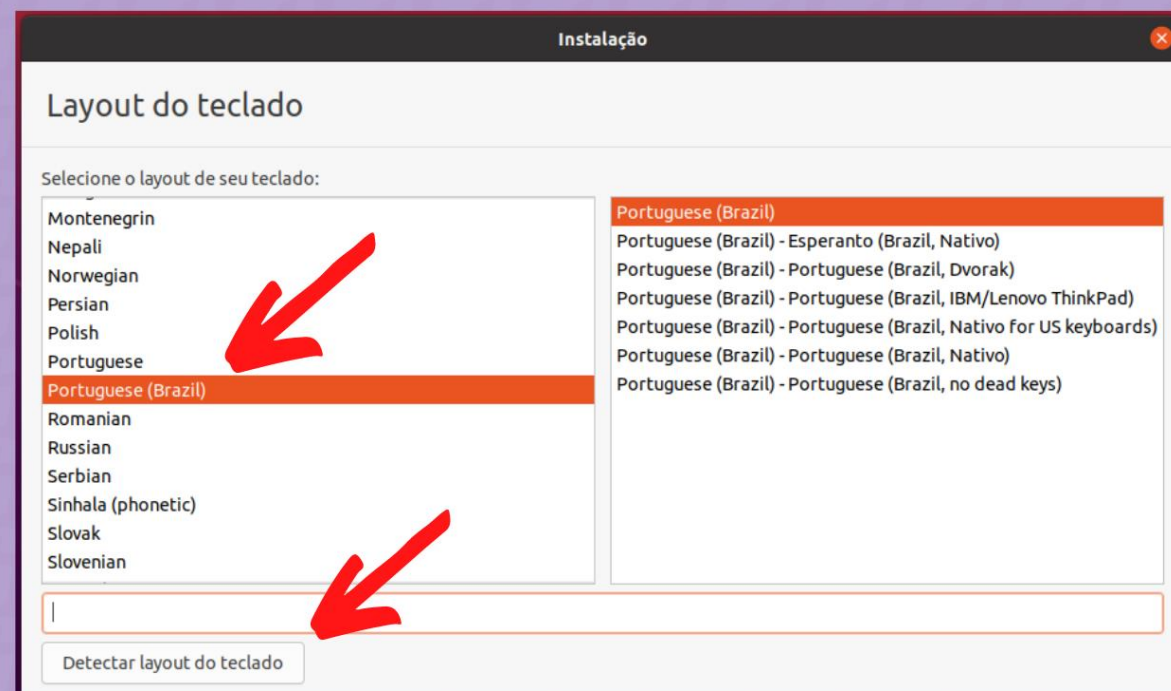 Instalação
Layout do teclado
Selecione o layout de seu teclado:
Montenegrin
Nepali
Norwegian
Persian
Polish
Portuguese
Portuguese (Brazil)
Romanian
Russian
Serbian
Sinhala (phonetic)
Slovak
Slovenian
Portuguese (Brazil)
Portuguese (Brazil) - Esperanto (Brazil, Nativo)
Portuguese (Brazil) - Portuguese (Brazil, Dvorak)
Portuguese (Brazil) - Portuguese (Brazil, IBM/Lenovo ThinkPad)
Portuguese (Brazil) - Portuguese (Brazil, Nativo for US keyboards)
Portuguese (Brazil) - Portuguese (Brazil, Nativo)
Portuguese (Brazil) - Portuguese (Brazil, no dead keys)
Detectar layout do teclado